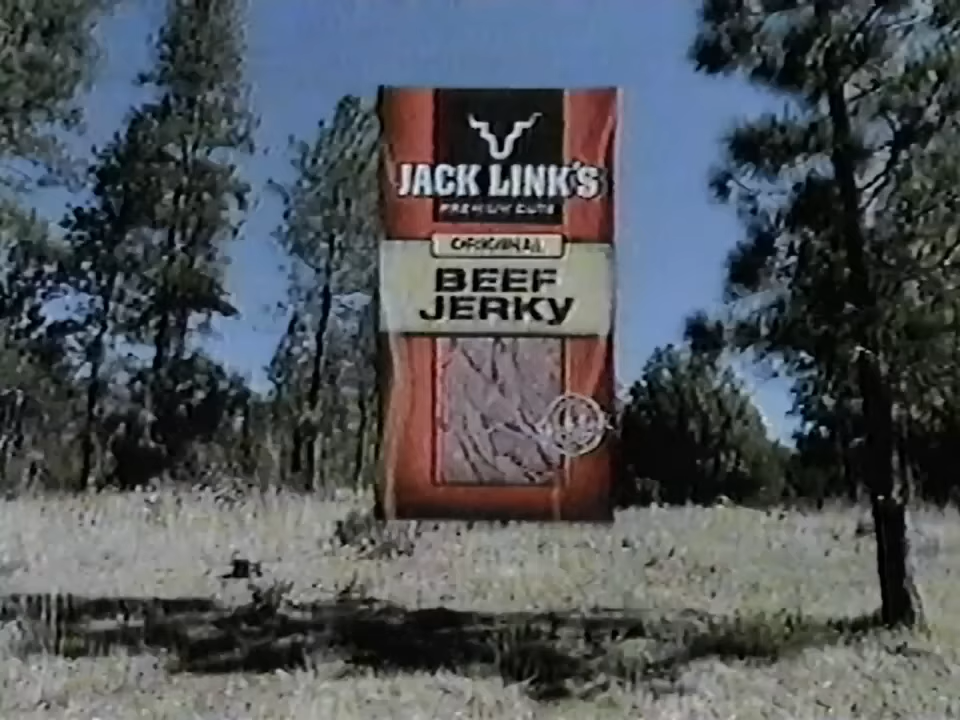 JACK LINK'S
PREMIUM CUTS
ORIGINAL
BEEF
JERKY